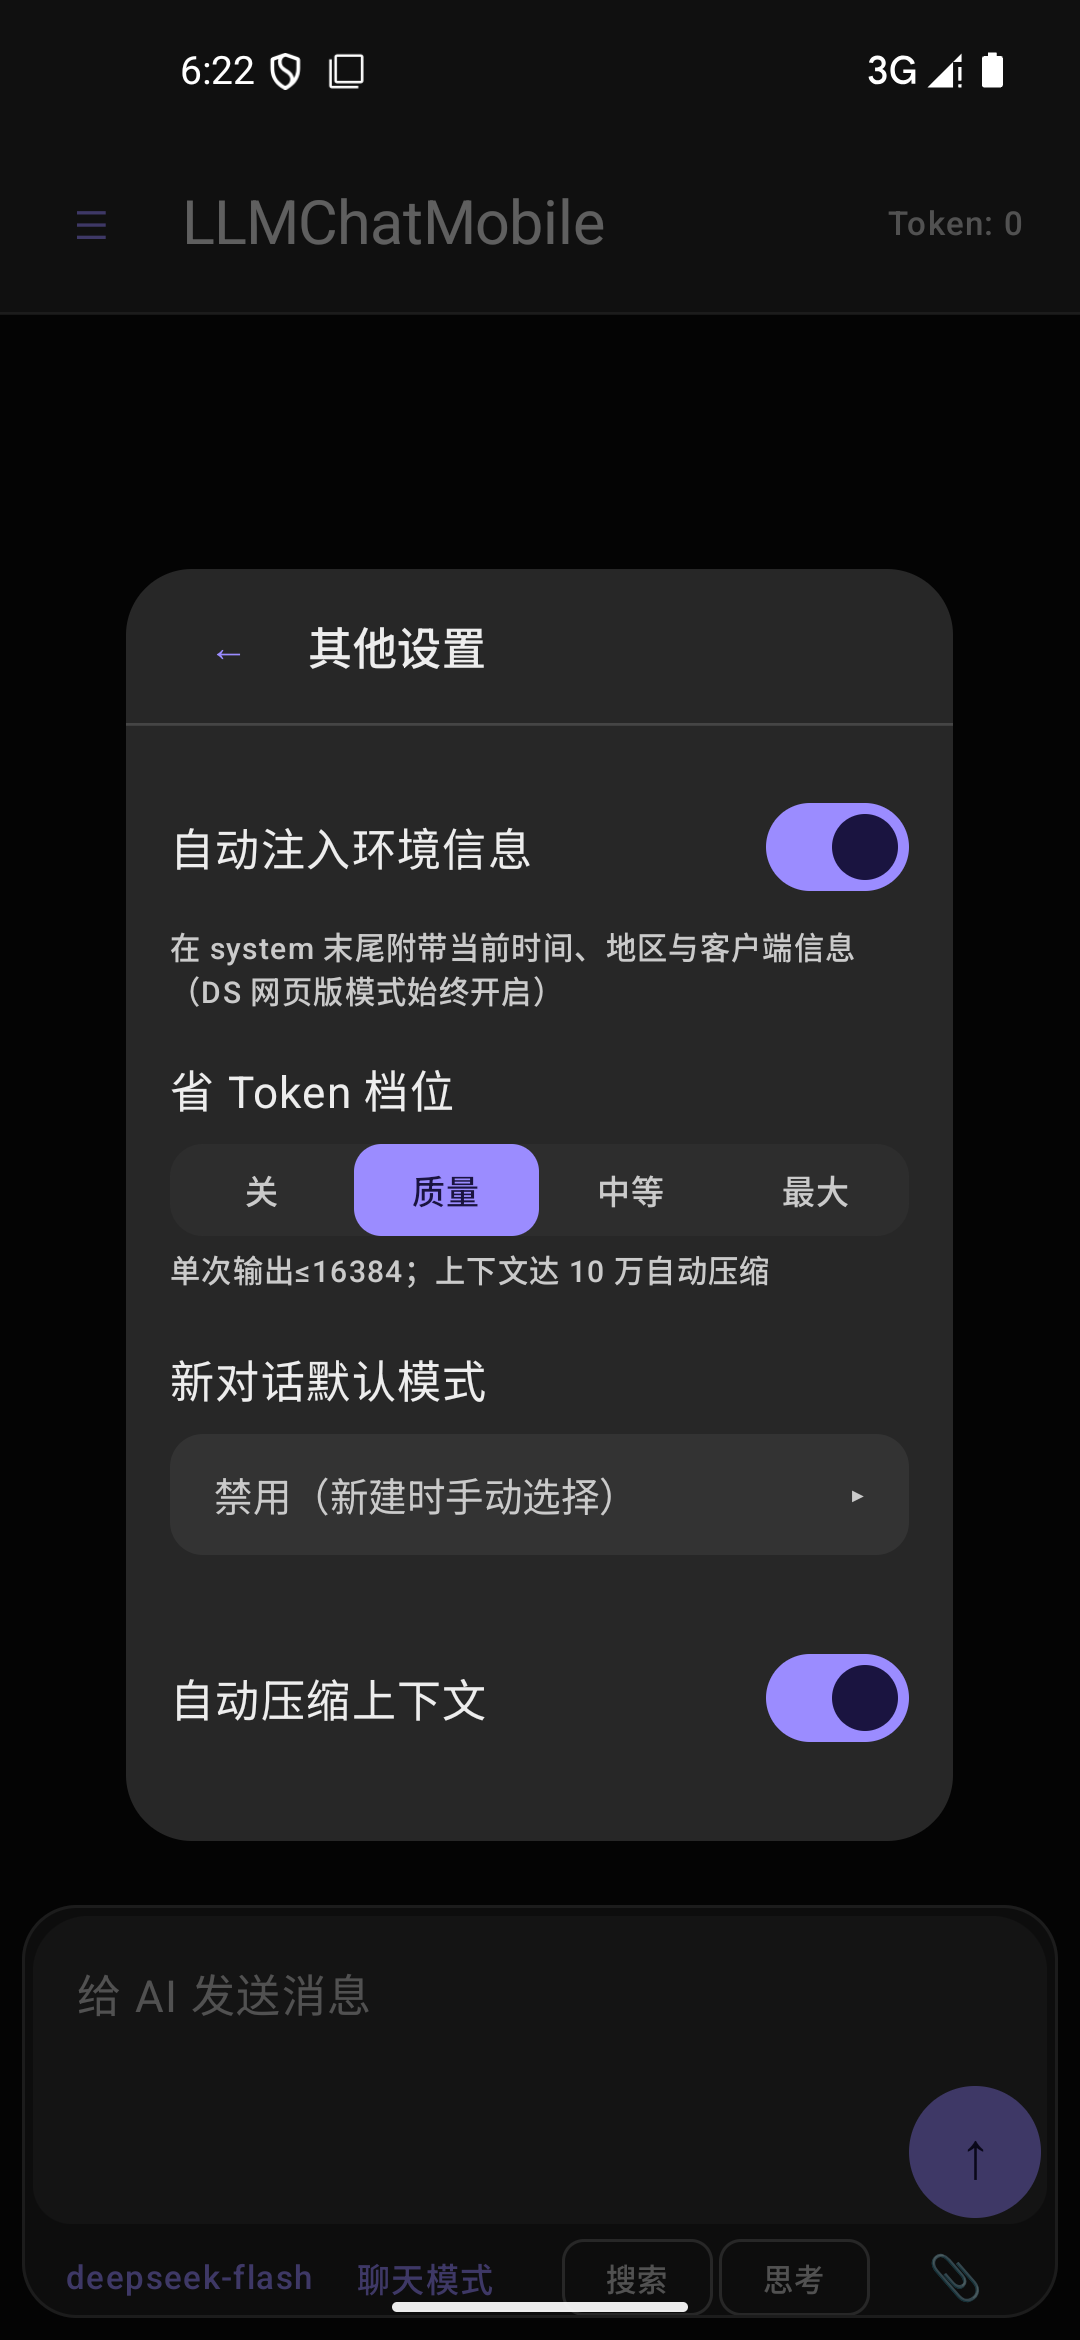 6:22
3G
LLMChatMobile
Token: 0
← 其他设置
自动注入环境信息
在 system 末尾附带当前时间、地区与客户端信息
（DS 网页版模式始终开启）
省 Token 档位
关 质量 中等 最大
单次输出≤16384；上下文达 10 万自动压缩
新对话默认模式
禁用（新建时手动选择）
自动压缩上下文
给 AI 发送消息
deepseek-flash 聊天模式 搜索 思考